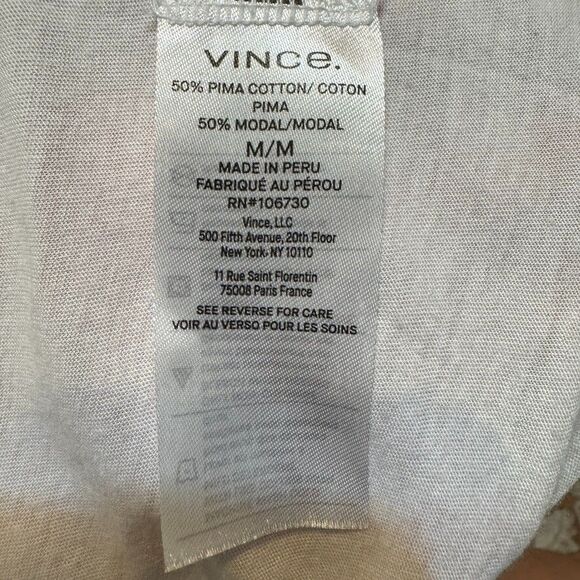 VINCE.
50% PIMA COTTON/ COTON
PIMA
50% MODAL/MODAL
M/M
MADE IN PERU
FABRIQUÉ AU PÉROU
RN#106730
Vince, LLC
500 Fifth Avenue, 20th Floor
New York, NY 10110
11 Rue Saint Florentin
75008 Paris France
SEE REVERSE FOR CARE
VOIR AU VERSO POUR LES SOINS